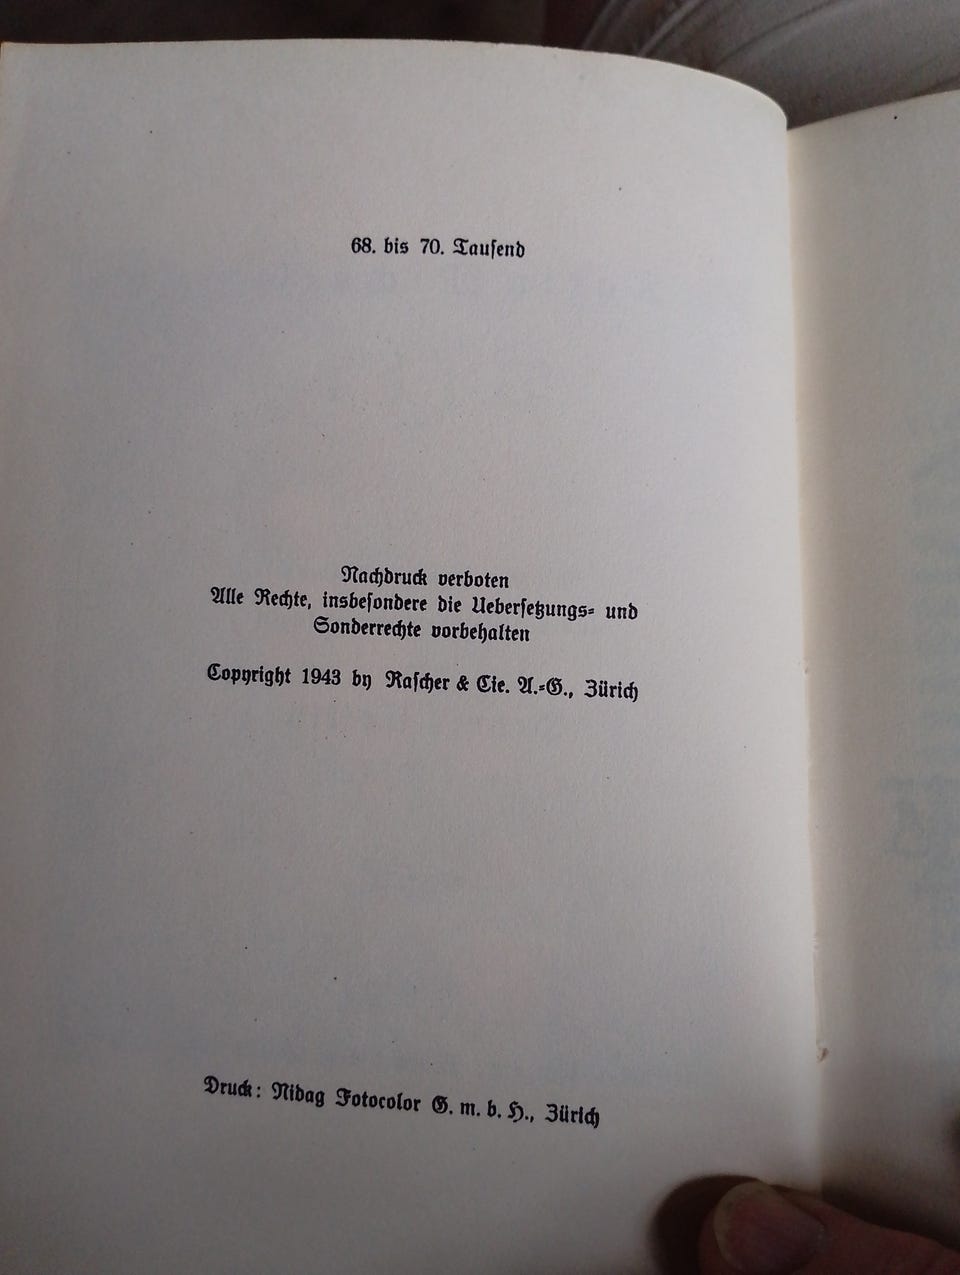 68. bis 70. Tauſend
Nachdruck verboten
Alle Rechte, insbeſondere die Ueberſetzungs= und
Sonderrechte vorbehalten
Copyright 1943 by Raſcher & Cie. A.=G., Zürich
Druck: Nidag Fotocolor G. m. b. H., Zürich